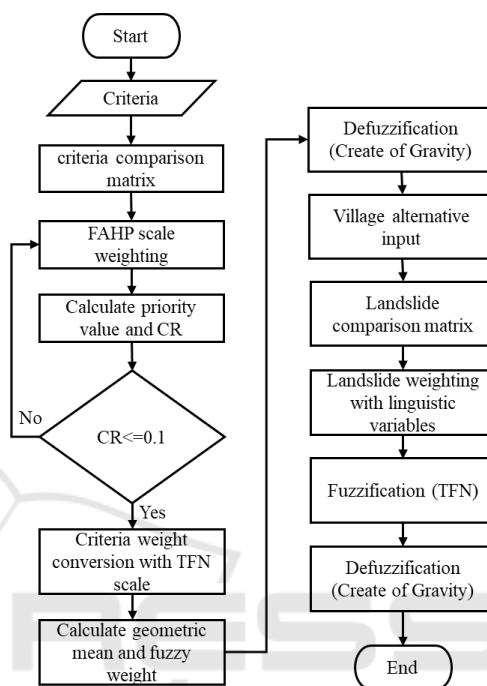 Start
Criteria
criteria comparison
matrix
FAHP scale
weighting
Calculate priority
value and CR
No
CR<=0.1
Yes
Criteria weight
conversion with TFN
scale
Calculate geometric
mean and fuzzy
weight
Defuzzification
(Create of Gravity)
Village alternative
input
Landslide
comparison matrix
Landslide weighting
with linguistic
variables
Fuzzification (TFN)
Defuzzification
(Create of Gravity)
End
PRESS